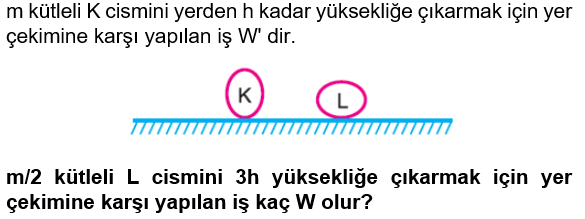 m kütleli K cismini yerden h kadar yüksekliğe çıkarmak için yer
çekimine karşı yapılan iş W' dir.
K
L
m/2 kütleli L cismini 3h yüksekliğe çıkarmak için yer
çekimine karşı yapılan iş kaç W olur?